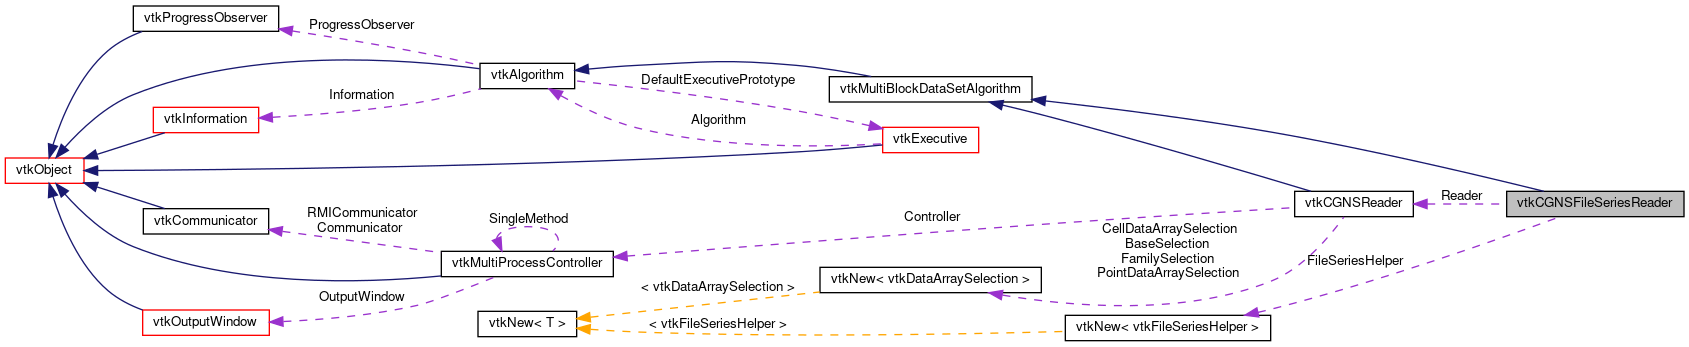 vtkProgressObserver
ProgressObserver
vtkAlgorithm
DefaultExecutivePrototype
vtkMultiBlockDataSetAlgorithm
Information
vtkInformation
Algorithm
vtkExecutive
vtkObject
vtkCGNSReader
Reader
vtkCGNSFileSeriesReader
vtkCommunicator
RMICommunicator
Communicator
SingleMethod
Controller
CellDataArraySelection
BaseSelection
FamilySelection
PointDataArraySelection
FileSeriesHelper
vtkMultiProcessController
vtkNew< vtkDataArraySelection >
< vtkDataArraySelection >
OutputWindow
vtkOutputWindow
vtkNew< T >
< vtkFileSeriesHelper >
vtkNew< vtkFileSeriesHelper >